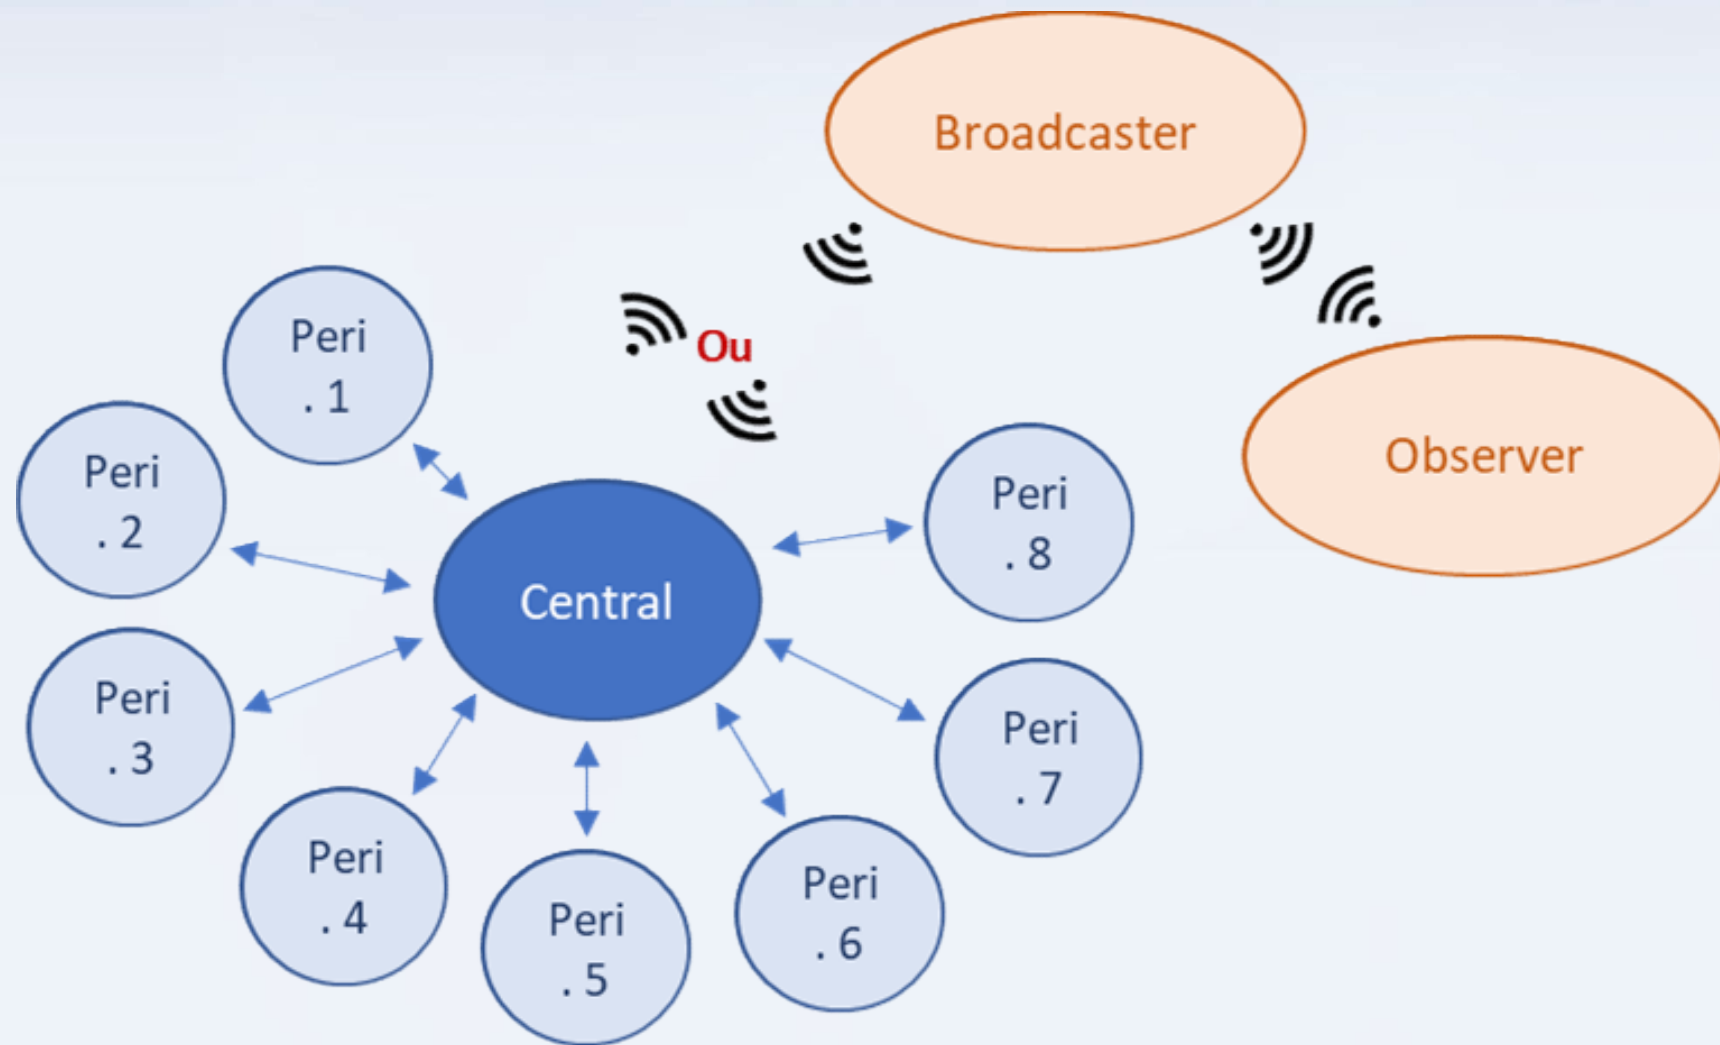 Broadcaster
Ou
Observer
Peri
. 1
Peri
. 2
Peri
. 3
Peri
. 4
Peri
. 5
Peri
. 6
Peri
. 7
Peri
. 8
Central